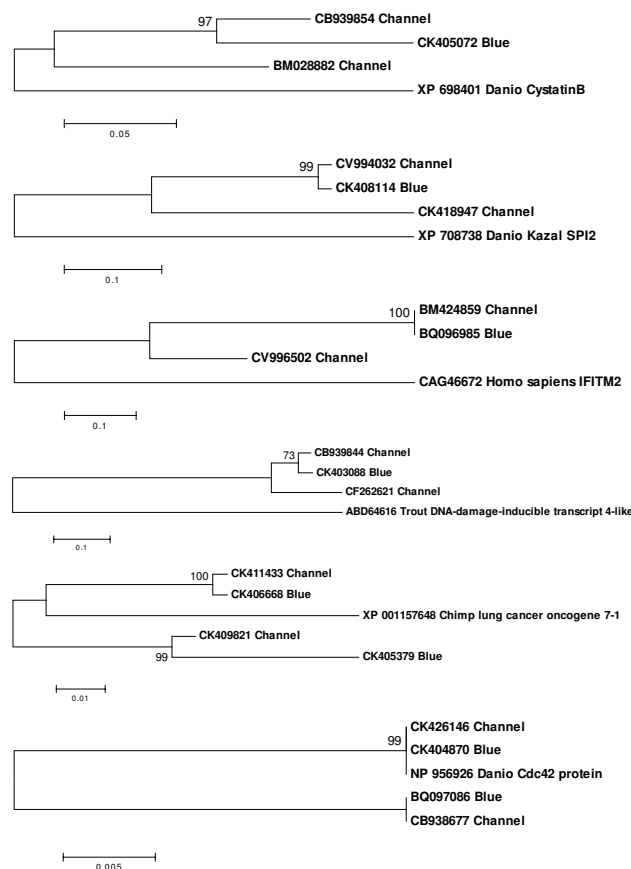 97
CB939854 Channel
CK405072 Blue
BM028882 Channel
XP 698401 Danio CystatinB
0.05
99
CV994032 Channel
CK408114 Blue
CK418947 Channel
XP 708738 Danio Kazal SPI2
0.1
100
BM424859 Channel
BQ096985 Blue
CV996502 Channel
CAG46672 Homo sapiens IFITM2
0.1
73
CB939844 Channel
CK403088 Blue
CF262621 Channel
ABD64616 Trout DNA-damage-inducible transcript 4-like
0.1
100
CK411433 Channel
CK406668 Blue
XP 001157648 Chimp lung cancer oncogene 7-1
CK409821 Channel
99
CK405379 Blue
0.01
CK426146 Channel
99
CK404870 Blue
NP 956926 Danio Cdc42 protein
BQ097086 Blue
CB938677 Channel
0.005